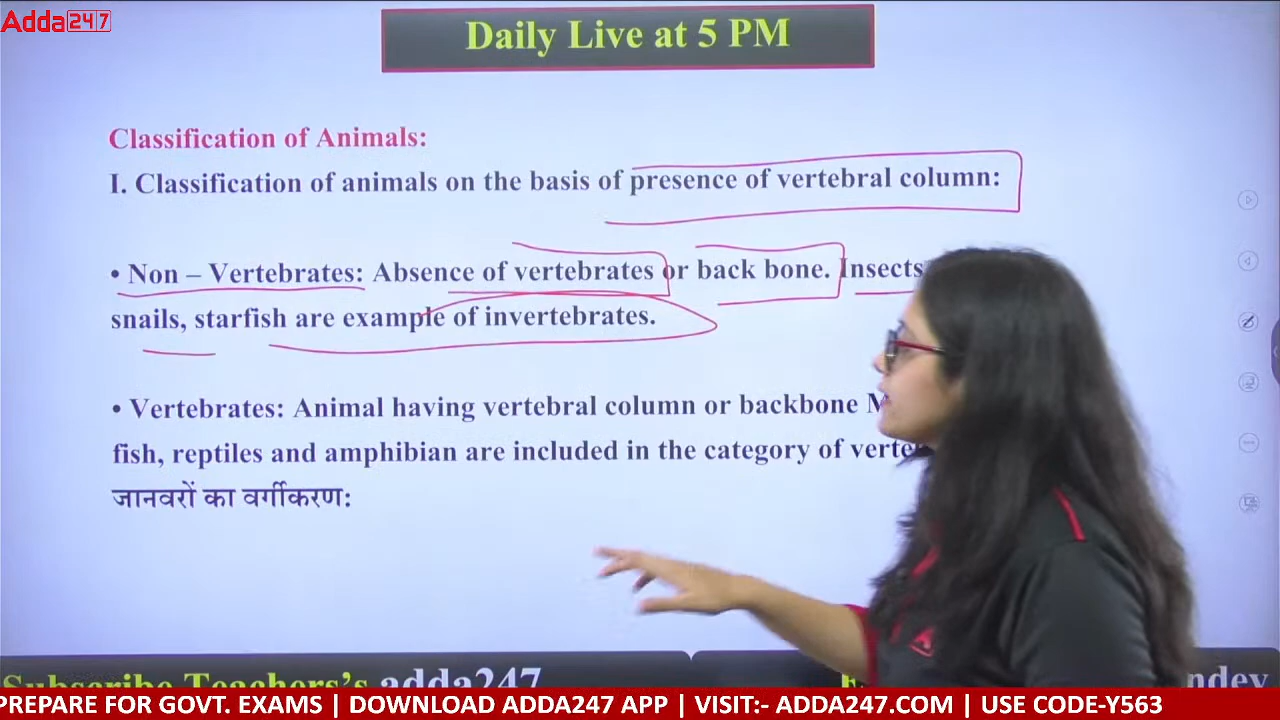 Adda247
Daily Live at 5 PM
Classification of Animals:
I. Classification of animals on the basis of presence of vertebral column:
• Non – Vertebrates: Absence of vertebrates or back bone. Insects
snails, starfish are example of invertebrates.
• Vertebrates: Animal having vertebral column or backbone
fish, reptiles and amphibian are included in the category of
जानवरों का वर्गीकरण:
Subscribe Teacher's adda247
PREPARE FOR GOVT. EXAMS | DOWNLOAD ADDA247 APP | VISIT:- ADDA247.COM | USE CODE-Y563